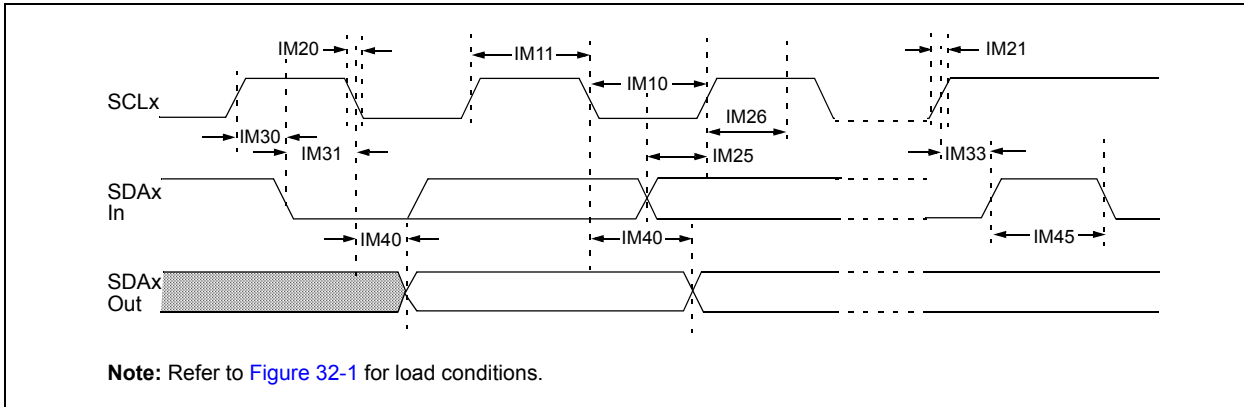 IM20
IM11
IM21
IM10
SCLx
IM26
IM30
IM31
IM25
IM33
SDAx
In
IM40
IM40
IM45
SDAx
Out
Note: Refer to Figure 32-1 for load conditions.